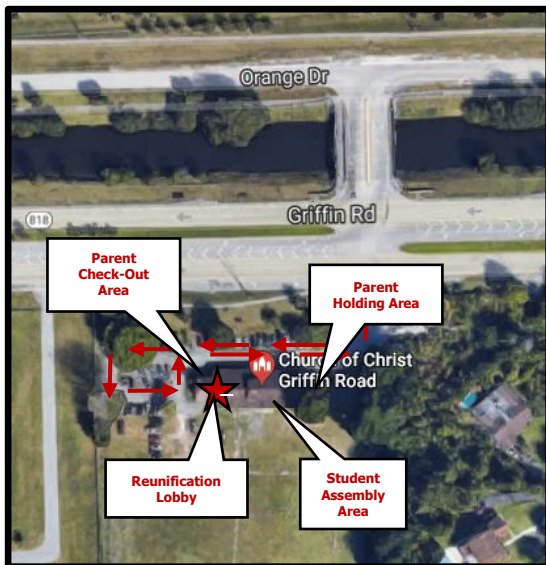 Orange Dr
818
Griffin Rd
Parent
Check-Out
Area
Parent
Holding Area
Church of Christ
Griffin Road
Reunification
Lobby
Student
Assembly
Area